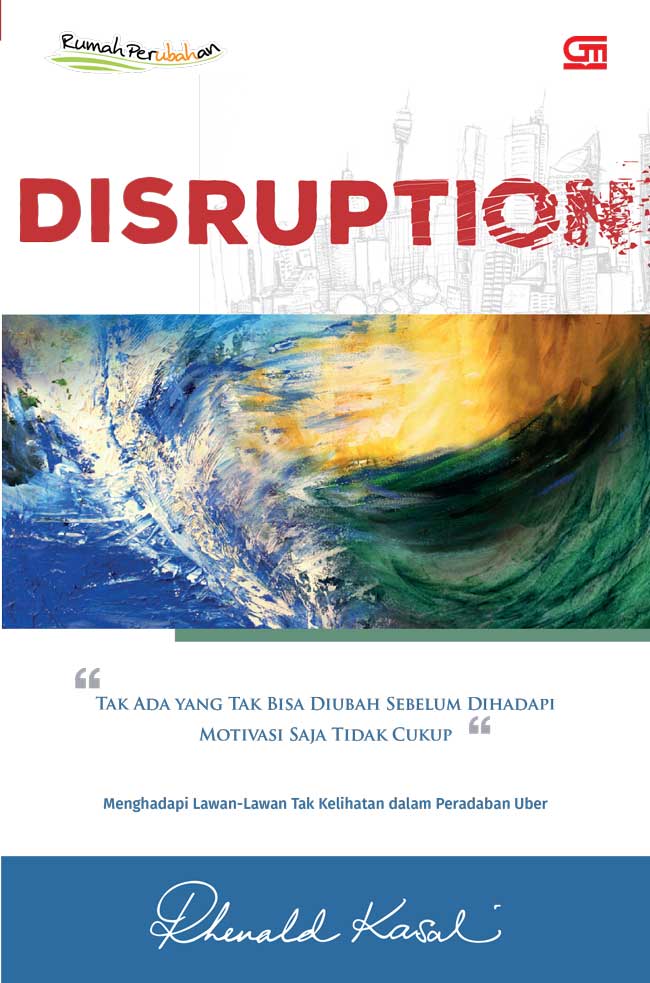 Rumah Perubahan
GM
DISRUPTION
“
TAK ADA YANG TAK BISA DIUBAH SEBELUM DIHADAPI
MOTIVASI SAJA TIDAK CUKUP “
Menghadapi Lawan-Lawan Tak Kelihatan dalam Peradaban Uber
Rhenald Kasali